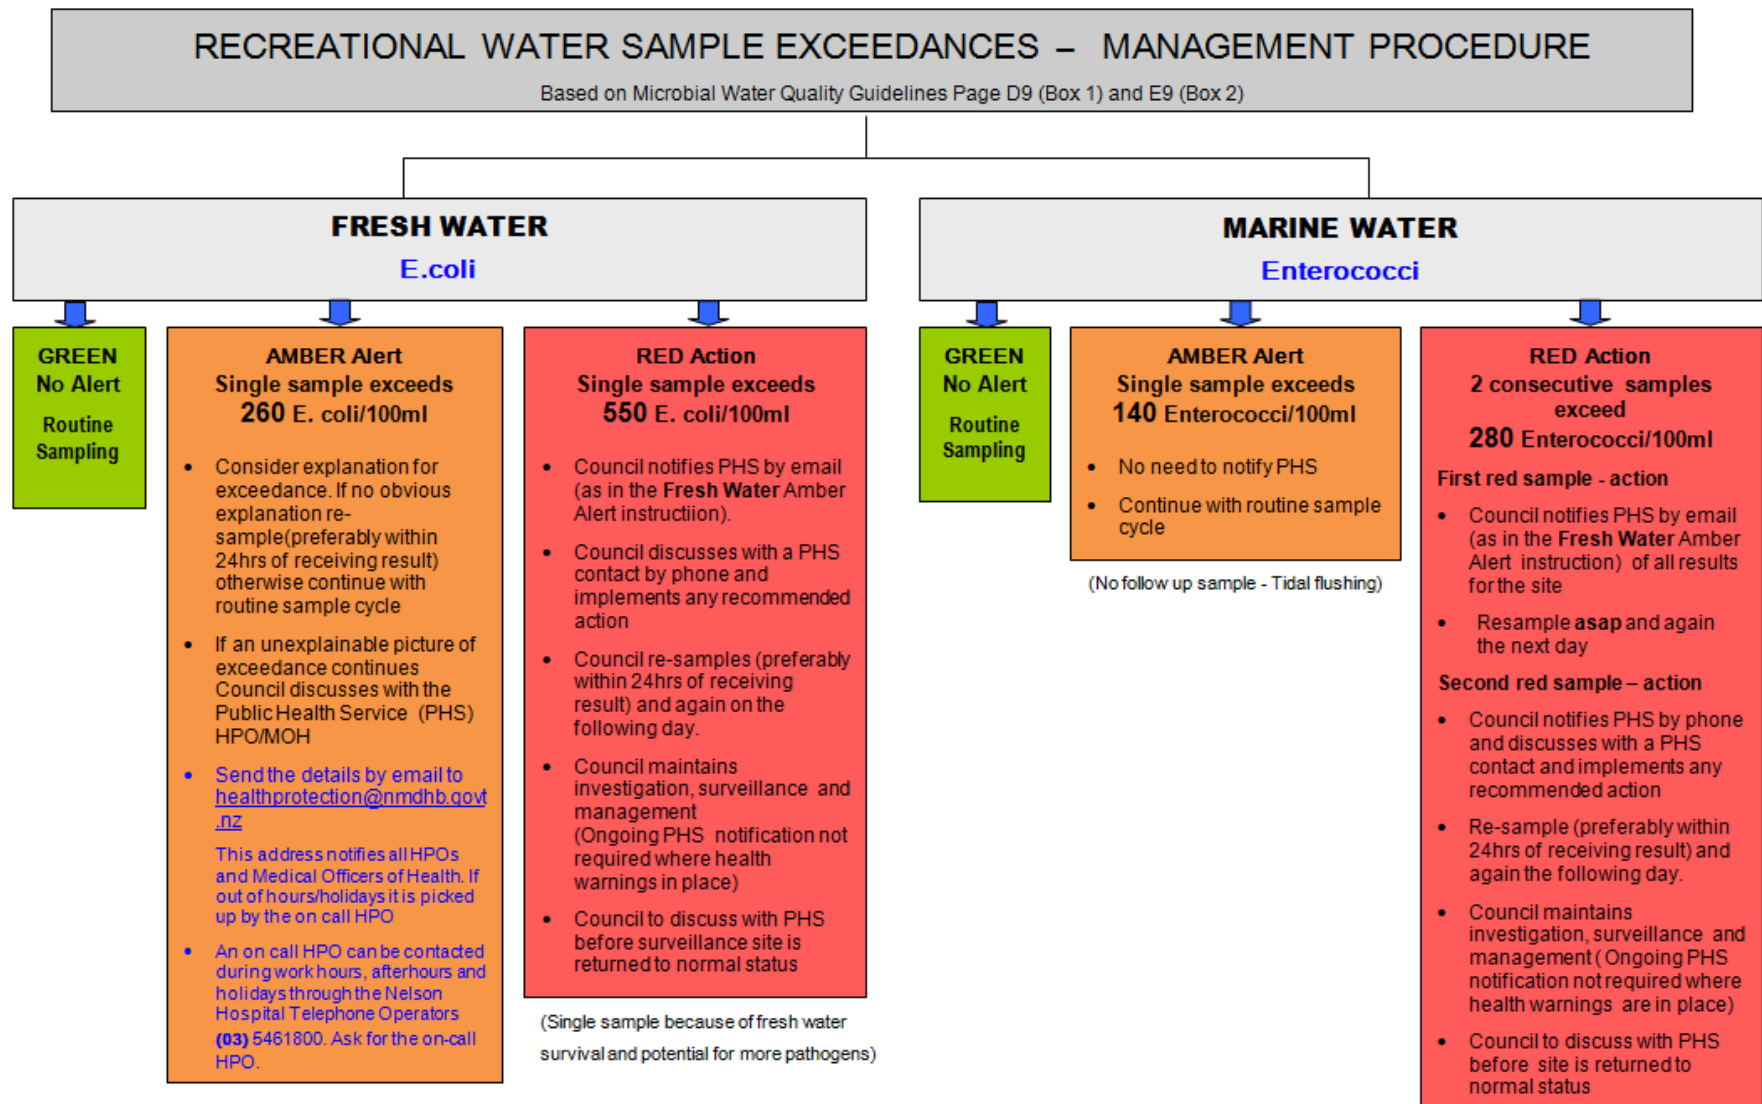 RECREATIONAL WATER SAMPLE EXCEEDANCES – MANAGEMENT PROCEDURE
Based on Microbial Water Quality Guidelines Page D9 (Box 1) and E9 (Box 2)
FRESH WATER
E.coli
GREEN
No Alert
Routine
Sampling
AMBER Alert
Single sample exceeds
260 E. coli/100ml
• Consider explanation for
exceedance. If no obvious
explanation re-
sample(preferably within
24hrs of receiving result)
otherwise continue with
routine sample cycle
• If an unexplainable picture of
exceedance continues
Council discusses with the
Public Health Service (PHS)
HPO/MOH
• Send the details by email to
healthprotection@nmdhb.govt
.nz
This address notifies all HPOs
and Medical Officers of Health. If
out of hours/holidays it is picked
up by the on call HPO
• An on call HPO can be contacted
during work hours, afterhours and
holidays through the Nelson
Hospital Telephone Operators
(03) 5461800. Ask for the on-call
HPO.
RED Action
Single sample exceeds
550 E. coli/100ml
• Council notifies PHS by email
(as in the Fresh Water Amber
Alert instructiion).
• Council discusses with a PHS
contact by phone and
implements any recommended
action
• Council re-samples (preferably
within 24hrs of receiving
result) and again on the
following day.
• Council maintains
investigation, surveillance and
management
(Ongoing PHS notification not
required where health
warnings in place)
• Council to discuss with PHS
before surveillance site is
returned to normal status
(Single sample because of fresh water
survival and potential for more pathogens)
MARINE WATER
Enterococci
GREEN
No Alert
Routine
Sampling
AMBER Alert
Single sample exceeds
140 Enterococci/100ml
• No need to notify PHS
• Continue with routine sample
cycle
(No follow up sample - Tidal flushing)
RED Action
2 consecutive samples
exceed
280 Enterococci/100ml
First red sample - action
• Council notifies PHS by email
(as in the Fresh Water Amber
Alert instruction) of all results
for the site
• Resample asap and again
the next day
Second red sample – action
• Council notifies PHS by phone
and discusses with a PHS
contact and implements any
recommended action
• Re-sample (preferably within
24hrs of receiving result) and
again the following day.
• Council maintains
investigation, surveillance and
management ( Ongoing PHS
notification not required where
health warnings are in place)
• Council to discuss with PHS
before site is returned to
normal status